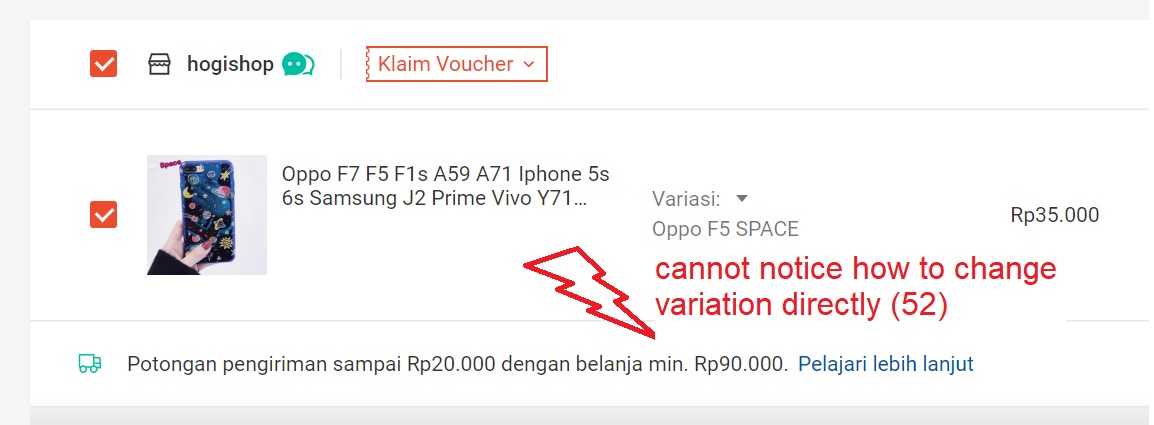 hogishop
Klaim Voucher
Space
Oppo F7 F5 F1s A59 A71 Iphone 5s
6s Samsung J2 Prime Vivo Y71...
Variasi:
Oppo F5 SPACE
Rp35.000
cannot notice how to change
variation directly (52)
Potongan pengiriman sampai Rp20.000 dengan belanja min. Rp90.000. Pelajari lebih lanjut